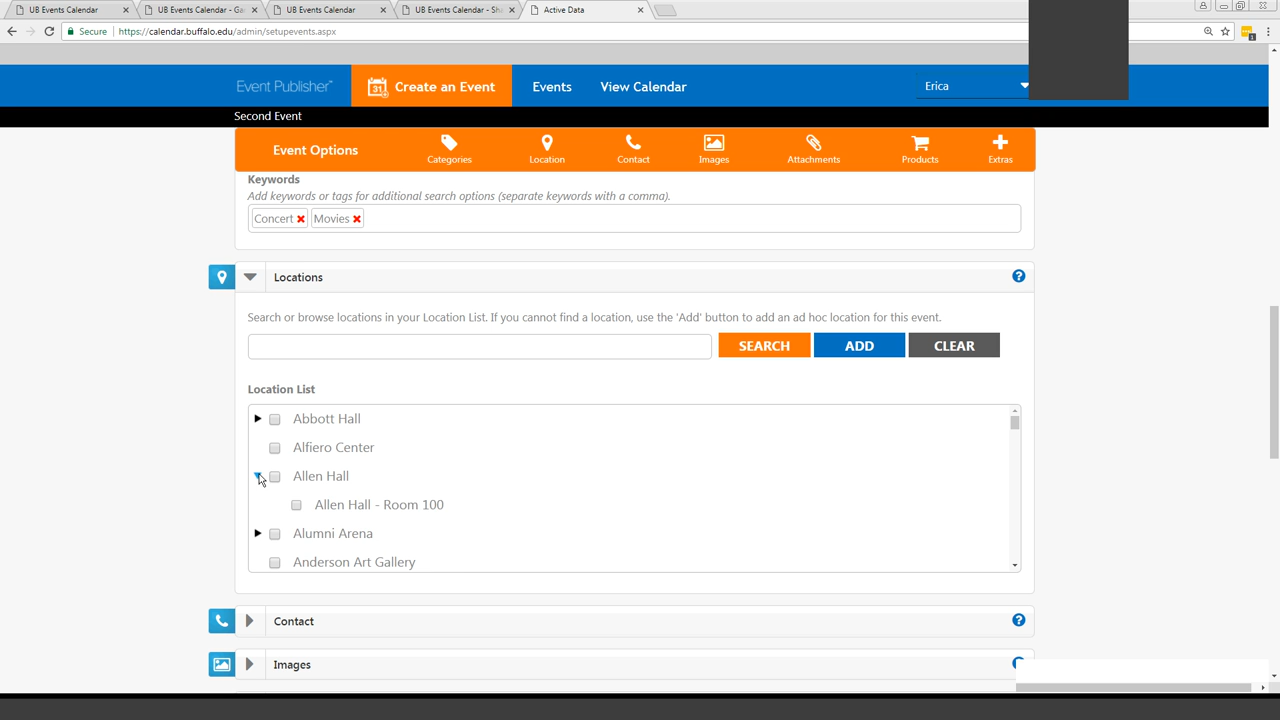 UB Events Calendar
UB Events Calendar - Ga
UB Events Calendar
UB Events Calendar - Sh
Active Data
Secure
https://calendar.buffalo.edu/admin/setupevents.aspx
Event Publisher™
31
Create an Event
Events
View Calendar
Erica
Second Event
Event Options
Categories
Location
Contact
Images
Attachments
Products
Extras
Keywords
Add keywords or tags for additional search options (separate keywords with a comma).
Concert
Movies
Locations
?
Search or browse locations in your Location List. If you cannot find a location, use the 'Add' button to add an ad hoc location for this event.
SEARCH
ADD
CLEAR
Location List
Abbott Hall
Alfiero Center
Allen Hall
Allen Hall - Room 100
Alumni Arena
Anderson Art Gallery
Contact
?
Images